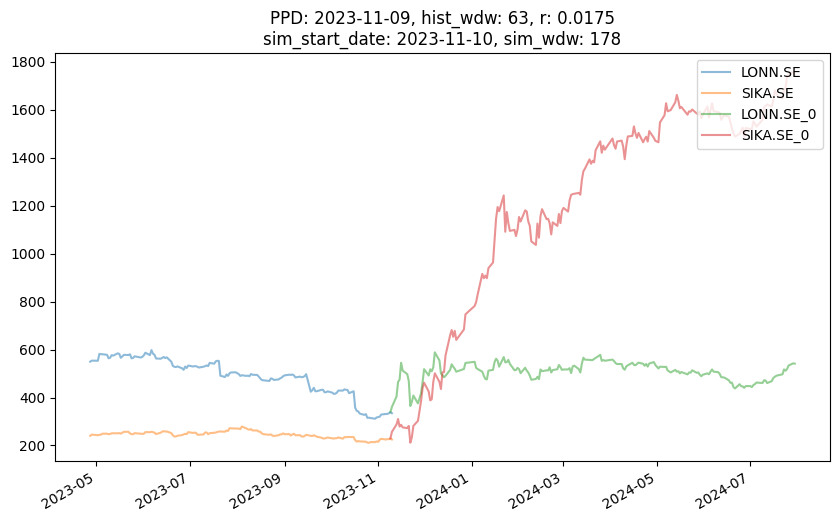 PPD: 2023-11-09, hist_wdw: 63, r: 0.0175
sim_start_date: 2023-11-10, sim_wdw: 178
1800
1600
1400
1200
1000
800
600
400
200
LONN.SE
SIKA.SE
LONN.SE_0
SIKA.SE_0
2023-05
2023-07
2023-09
2023-11
2024-01
2024-03
2024-05
2024-07